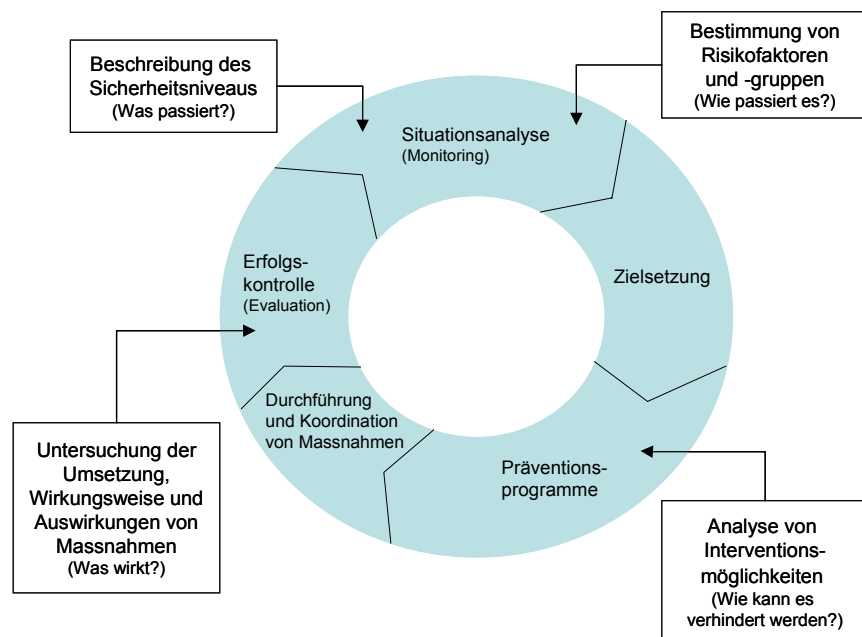 Beschreibung des
Sicherheitsniveaus
(Was passiert?)
Bestimmung von
Risikofaktoren
und -gruppen
(Wie passiert es?)
Situationsanalyse
(Monitoring)
Zielsetzung
Präventions-
programme
Analyse von
Interventions-
möglichkeiten
(Wie kann es
verhindert werden?)
Durchführung
und Koordination
von Massnahmen
Erfolgs-
kontrolle
(Evaluation)
Untersuchung der
Umsetzung,
Wirkungsweise und
Auswirkungen von
Massnahmen
(Was wirkt?)